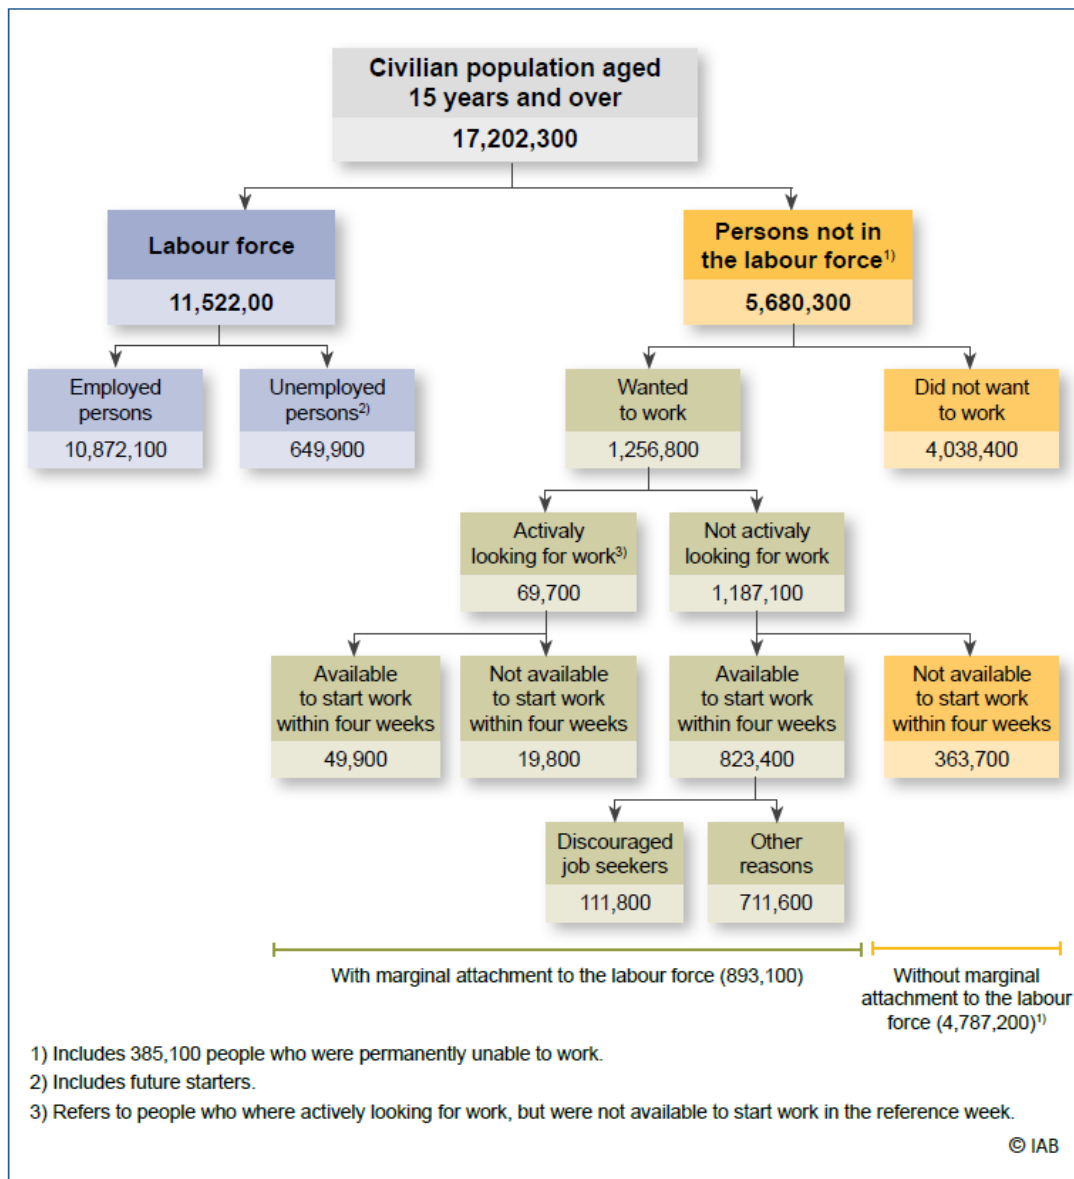 Civilian population aged
15 years and over
17,202,300
Labour force
11,522,00
Persons not in
the labour force1)
5,680,300
Employed
persons
10,872,100
Unemployed
persons2)
649,900
Wanted
to work
1,256,800
Did not want
to work
4,038,400
Activaly
looking for work3)
69,700
Not activaly
looking for work
1,187,100
Available
to start work
within four weeks
49,900
Not available
to start work
within four weeks
19,800
Available
to start work
within four weeks
823,400
Not available
to start work
within four weeks
363,700
Discouraged
job seekers
111,800
Other
reasons
711,600
With marginal attachment to the labour force (893,100)
Without marginal
attachment to the labour
force (4,787,200)1)
1) Includes 385,100 people who were permanently unable to work.
2) Includes future starters.
3) Refers to people who where actively looking for work, but were not available to start work in the reference week.
© IAB